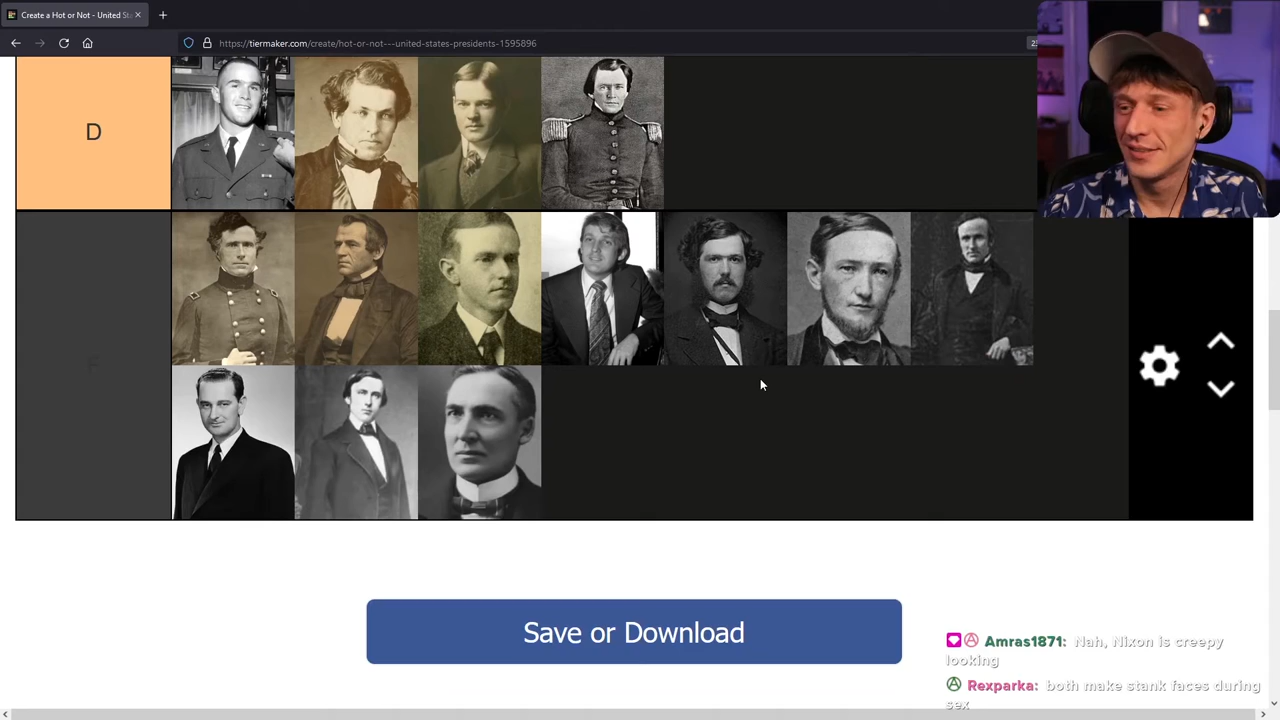 Create a Hot or Not - United St
https://tiermaker.com/create/hot-or-not---united-states-presidents-1595896
D
F
Save or Download
Amras1871: Nah, Nixon is creepy
looking
Rexparka: both make stank faces during
sex